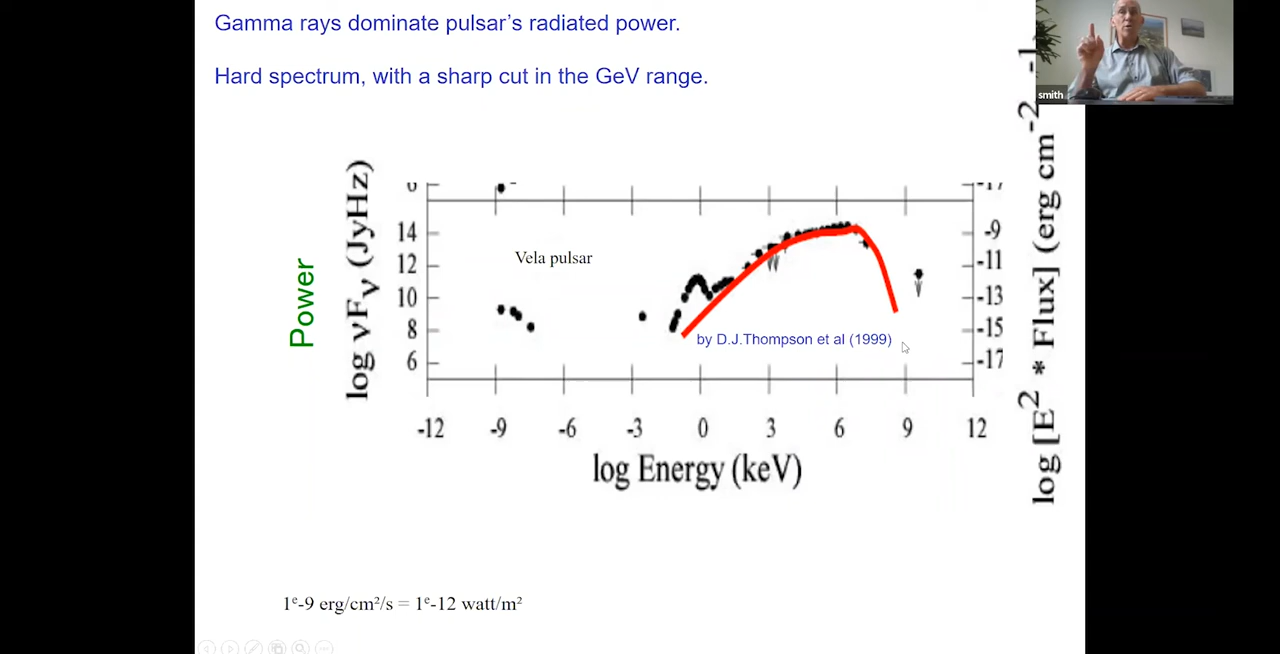 Gamma rays dominate pulsar's radiated power.
Hard spectrum, with a sharp cut in the GeV range.
smith
Power
log νFν (JyHz)
14
12
10
8
6
Vela pulsar
by D.J.Thompson et al (1999)
-9
-11
-13
-15
-17
log [E² * Flux] (erg cm-2 -1
-12 -9 -6 -3 0 3 6 9 12
log Energy (keV)
1e-9 erg/cm²/s = 1e-12 watt/m²